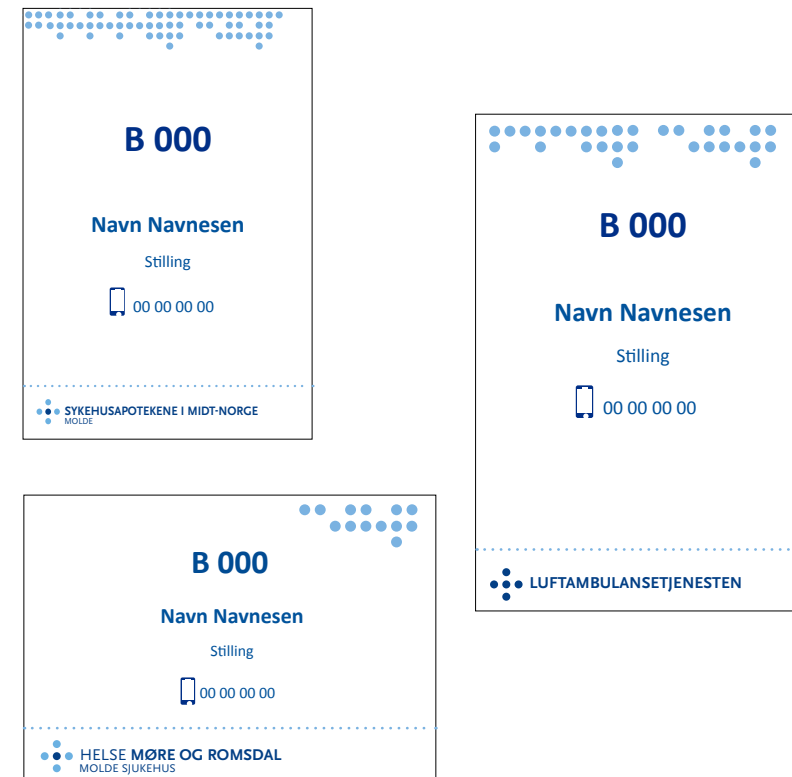 B 000
Navn Navnesen
Stilling
00 00 00 00
SYKEHUSAPOTEKENE I MIDT-NORGE
MOLDE
B 000
Navn Navnesen
Stilling
00 00 00 00
LUFTAMBULANSETJENESTEN
B 000
Navn Navnesen
Stilling
00 00 00 00
HELSE MØRE OG ROMSDAL
MOLDE SJUKEHUS